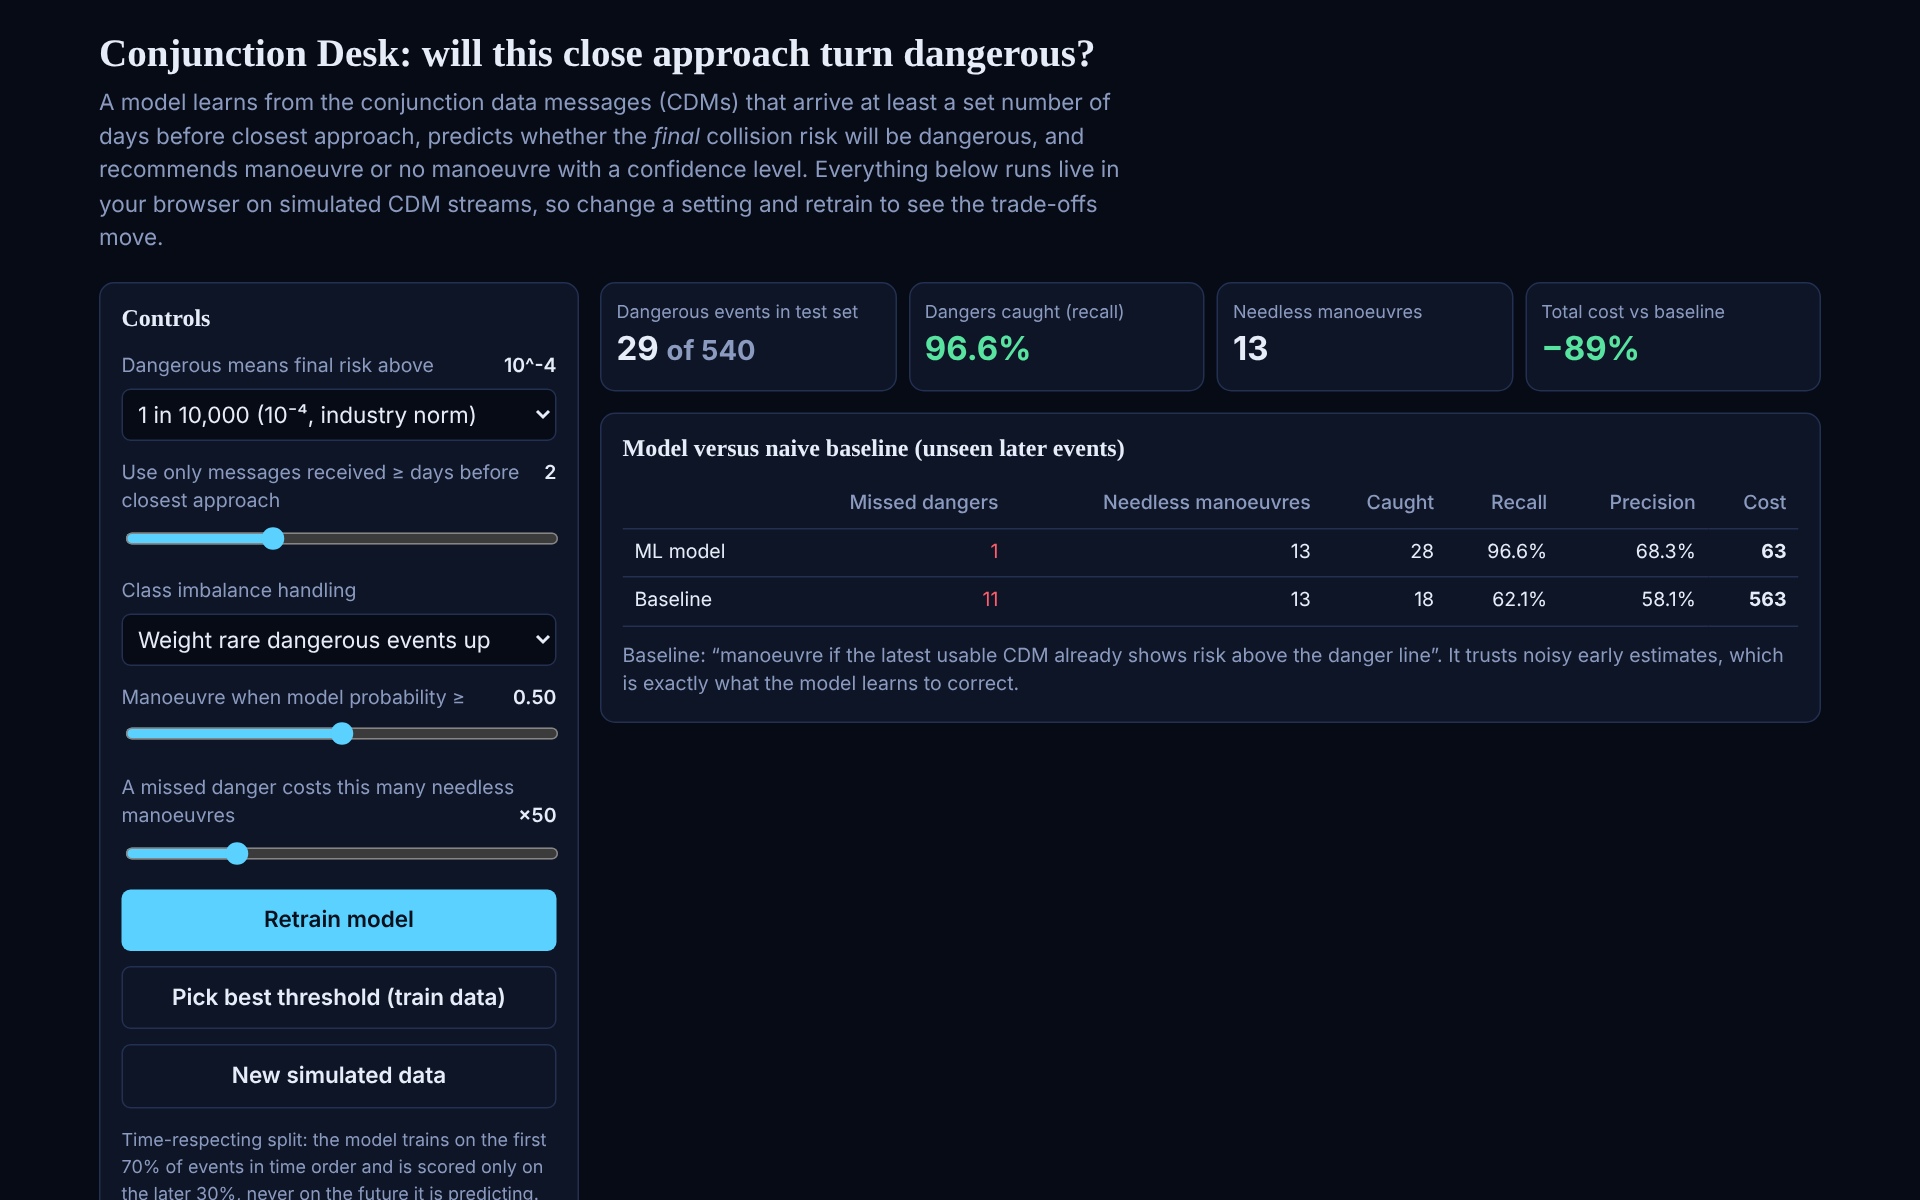 Conjunction Desk: will this close approach turn dangerous?
A model learns from the conjunction data messages (CDMs) that arrive at least a set number of
days before closest approach, predicts whether the final collision risk will be dangerous, and
recommends manoeuvre or no manoeuvre with a confidence level. Everything below runs live in
your browser on simulated CDM streams, so change a setting and retrain to see the trade-offs
move.
Controls
Dangerous means final risk above 10^-4
1 in 10,000 (10⁻⁴, industry norm)
Use only messages received ≥ days before 2
closest approach
Class imbalance handling
Weight rare dangerous events up
Manoeuvre when model probability ≥ 0.50
A missed danger costs this many needless
manoeuvres ×50
Retrain model
Pick best threshold (train data)
New simulated data
Time-respecting split: the model trains on the first
70% of events in time order and is scored only on
the later 30%, never on the future it is predicting.
Dangerous events in test set
29 of 540
Dangers caught (recall)
96.6%
Needless manoeuvres
13
Total cost vs baseline
−89%
Model versus naive baseline (unseen later events)
Missed dangers Needless manoeuvres Caught Recall Precision Cost
ML model 1 13 28 96.6% 68.3% 63
Baseline 11 13 18 62.1% 58.1% 563
Baseline: “manoeuvre if the latest usable CDM already shows risk above the danger line”. It trusts noisy early estimates, which
is exactly what the model learns to correct.